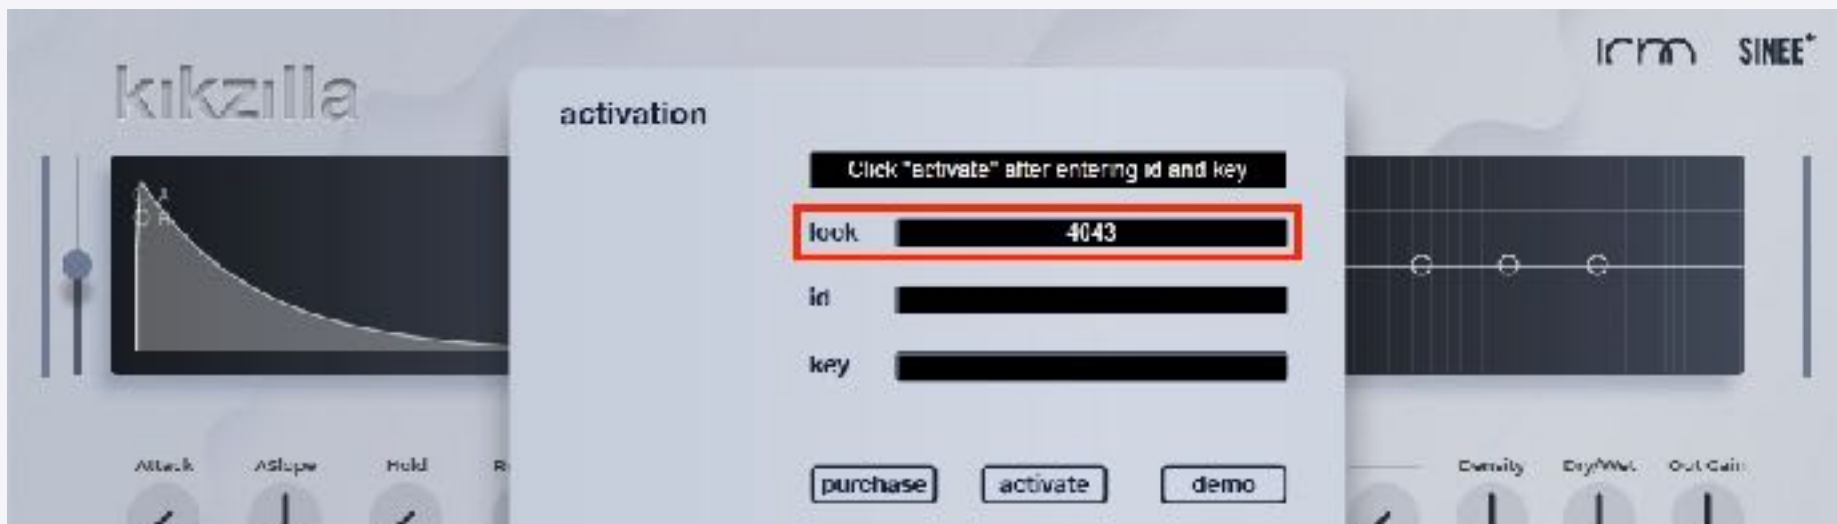 kikzilla
SINEE
activation
Click "activate" after entering id and key
lock 4043
id
key
purchase activate demo
Attack ASlope Hold Density Dry/Wet Out Gain